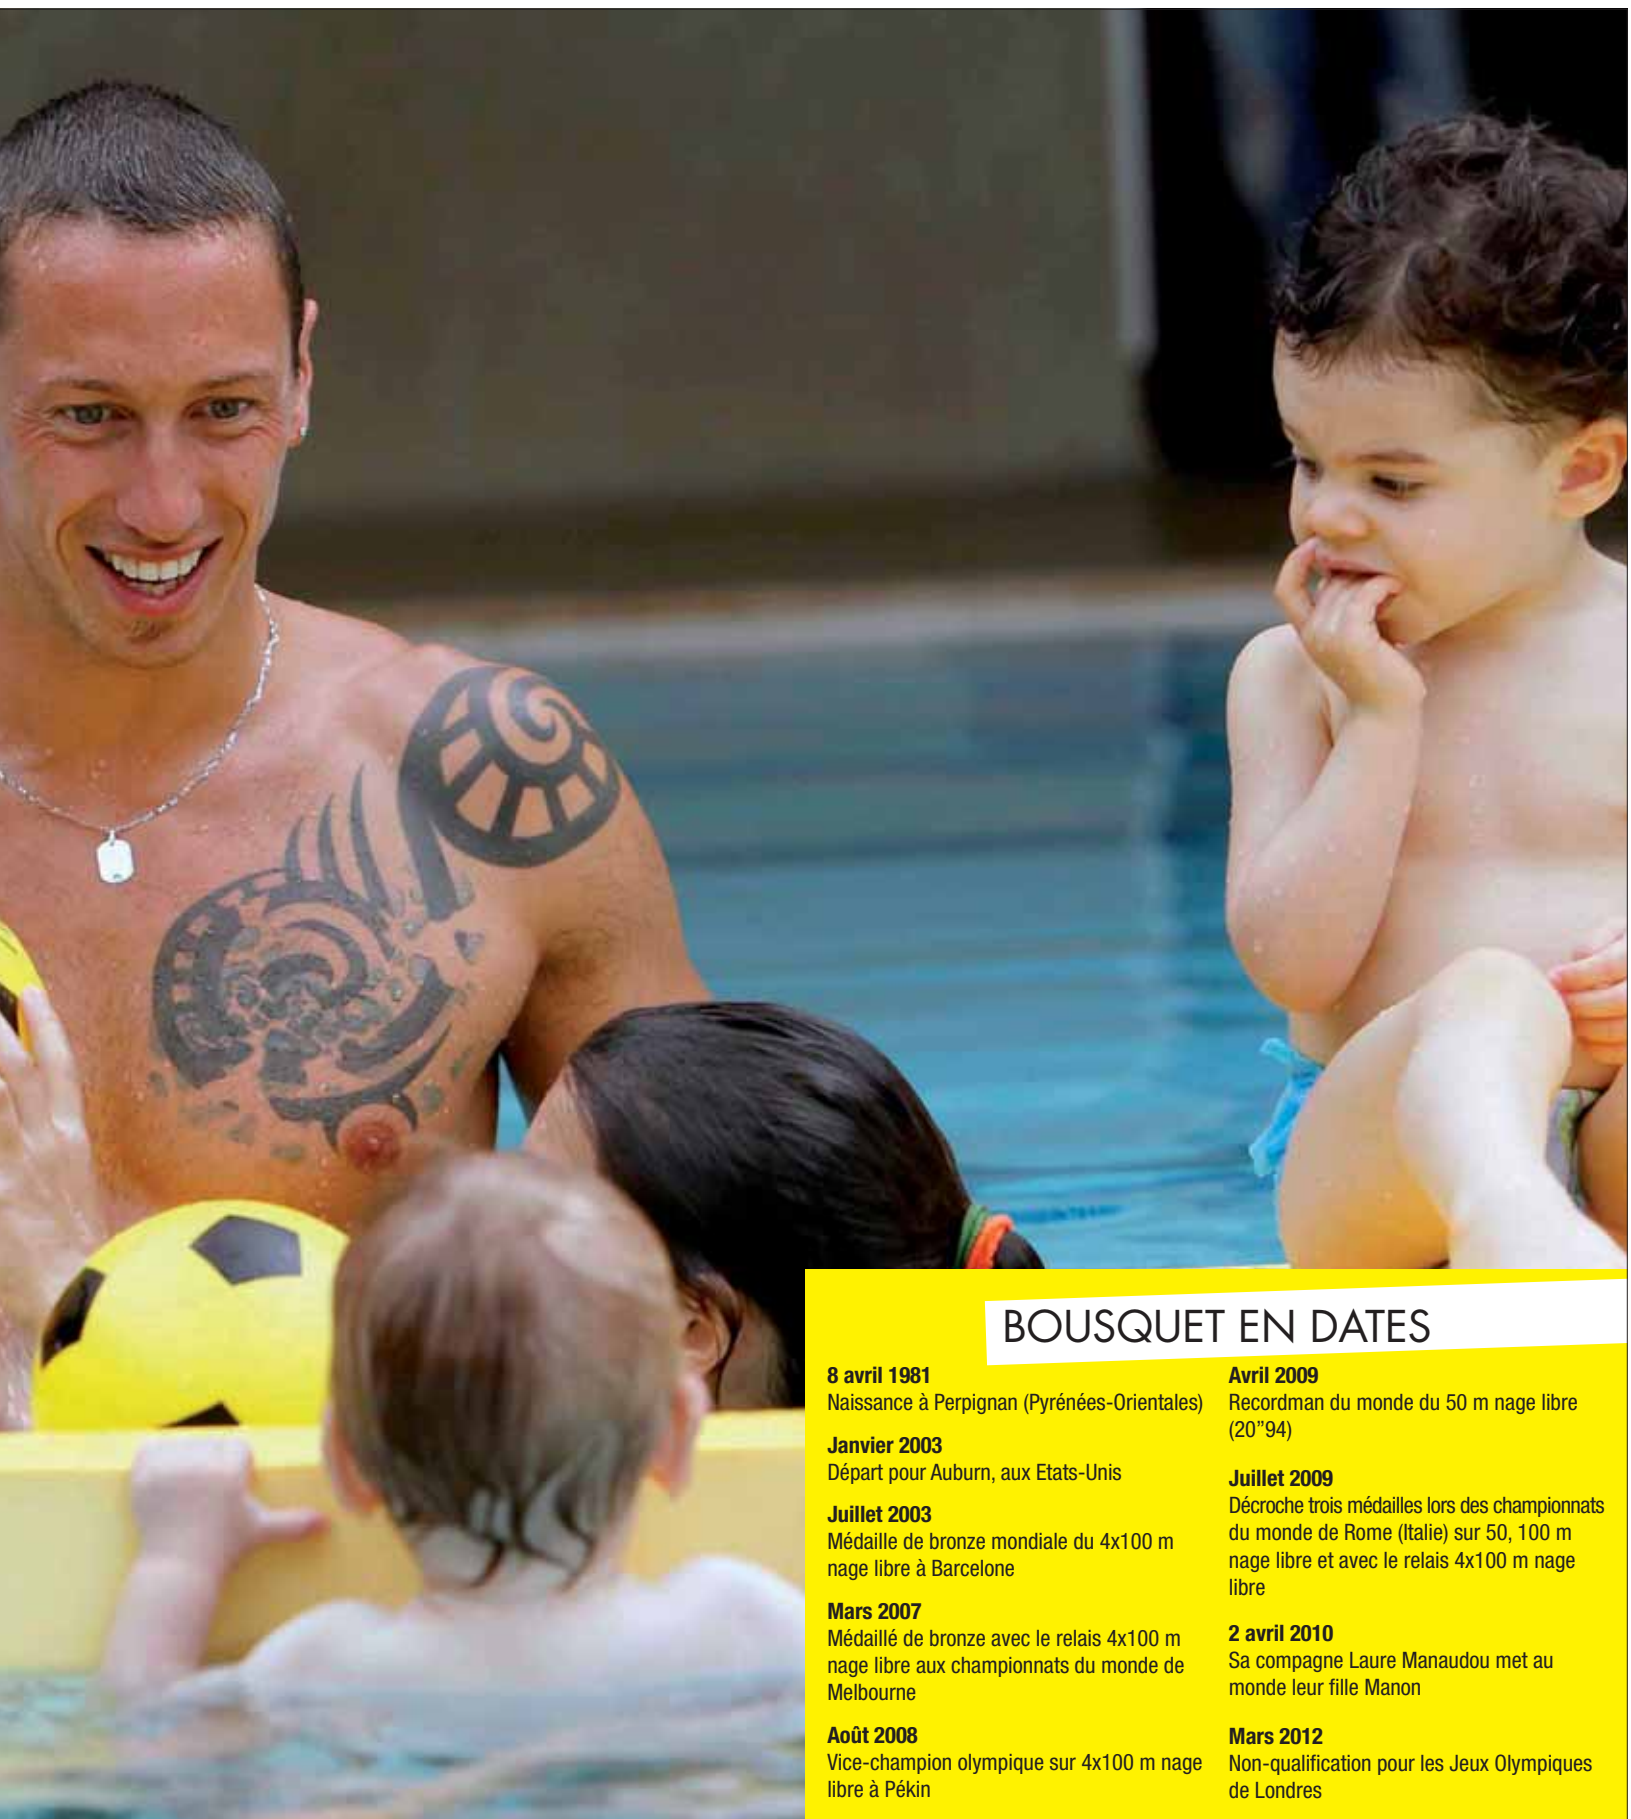 BOUSQUET EN DATES
8 avril 1981
Naissance à Perpignan (Pyrénées-Orientales)
Janvier 2003
Départ pour Auburn, aux Etats-Unis
Juillet 2003
Médaille de bronze mondiale du 4x100 m
nage libre à Barcelone
Mars 2007
Médaillé de bronze avec le relais 4x100 m
nage libre aux championnats du monde de
Melbourne
Août 2008
Vice-champion olympique sur 4x100 m nage
libre à Pékin
Avril 2009
Recordman du monde du 50 m nage libre
(20”94)
Juillet 2009
Décroche trois médailles lors des championnats
du monde de Rome (Italie) sur 50, 100 m
nage libre et avec le relais 4x100 m nage
libre
2 avril 2010
Sa compagne Laure Manaudou met au
monde leur fille Manon
Mars 2012
Non-qualification pour les Jeux Olympiques
de Londres